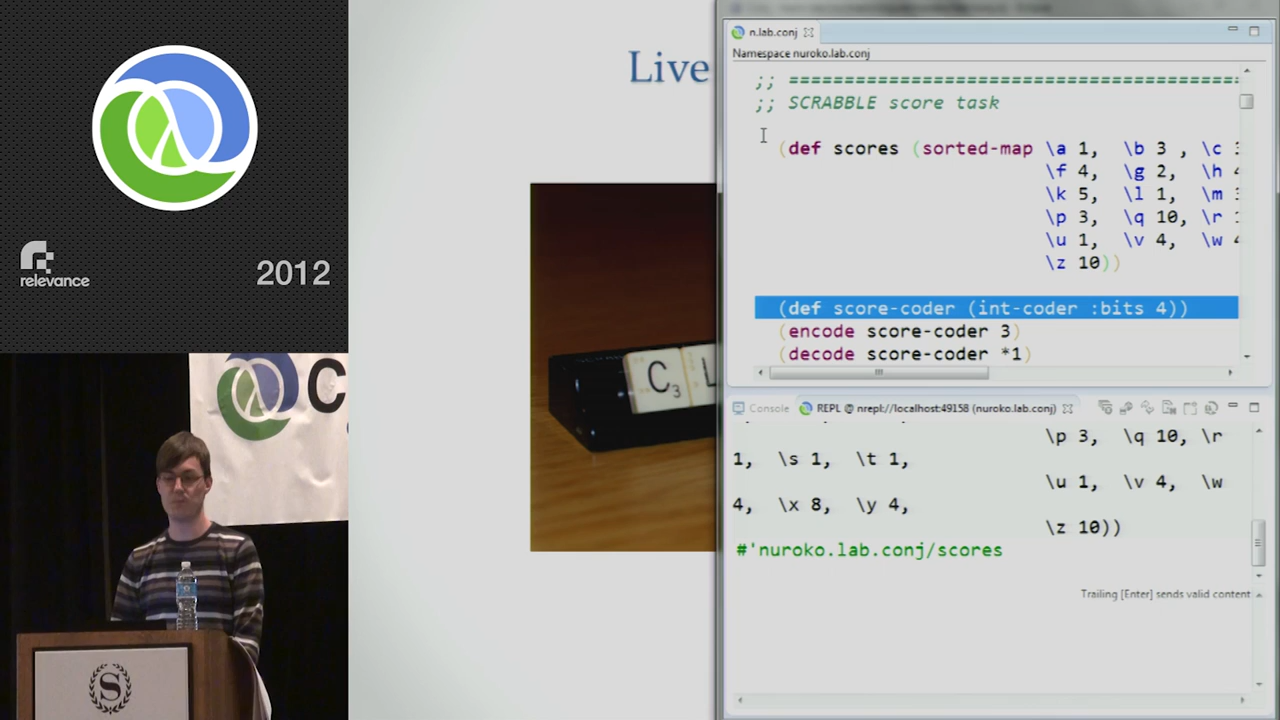 relevance
2012
C
S
Live
C3
L
n.lab.conj
Namespace nuroko.lab.conj
;; ========================================
;; SCRABBLE score task
(def scores (sorted-map \a 1, \b 3 , \c
\f 4, \g 2, \h
\k 5, \l 1, \m
\p 3, \q 10, \r
\u 1, \v 4, \w
\z 10))
(def score-coder (int-coder :bits 4))
(encode score-coder 3)
(decode score-coder *1)
Console REPL @ nrepl://localhost:49158 (nuroko.lab.conj)
\p 3, \q 10, \r
1, \s 1, \t 1,
\u 1, \v 4, \w
4, \x 8, \y 4,
\z 10))
#'nuroko.lab.conj/scores
Trailing [Enter] sends valid content